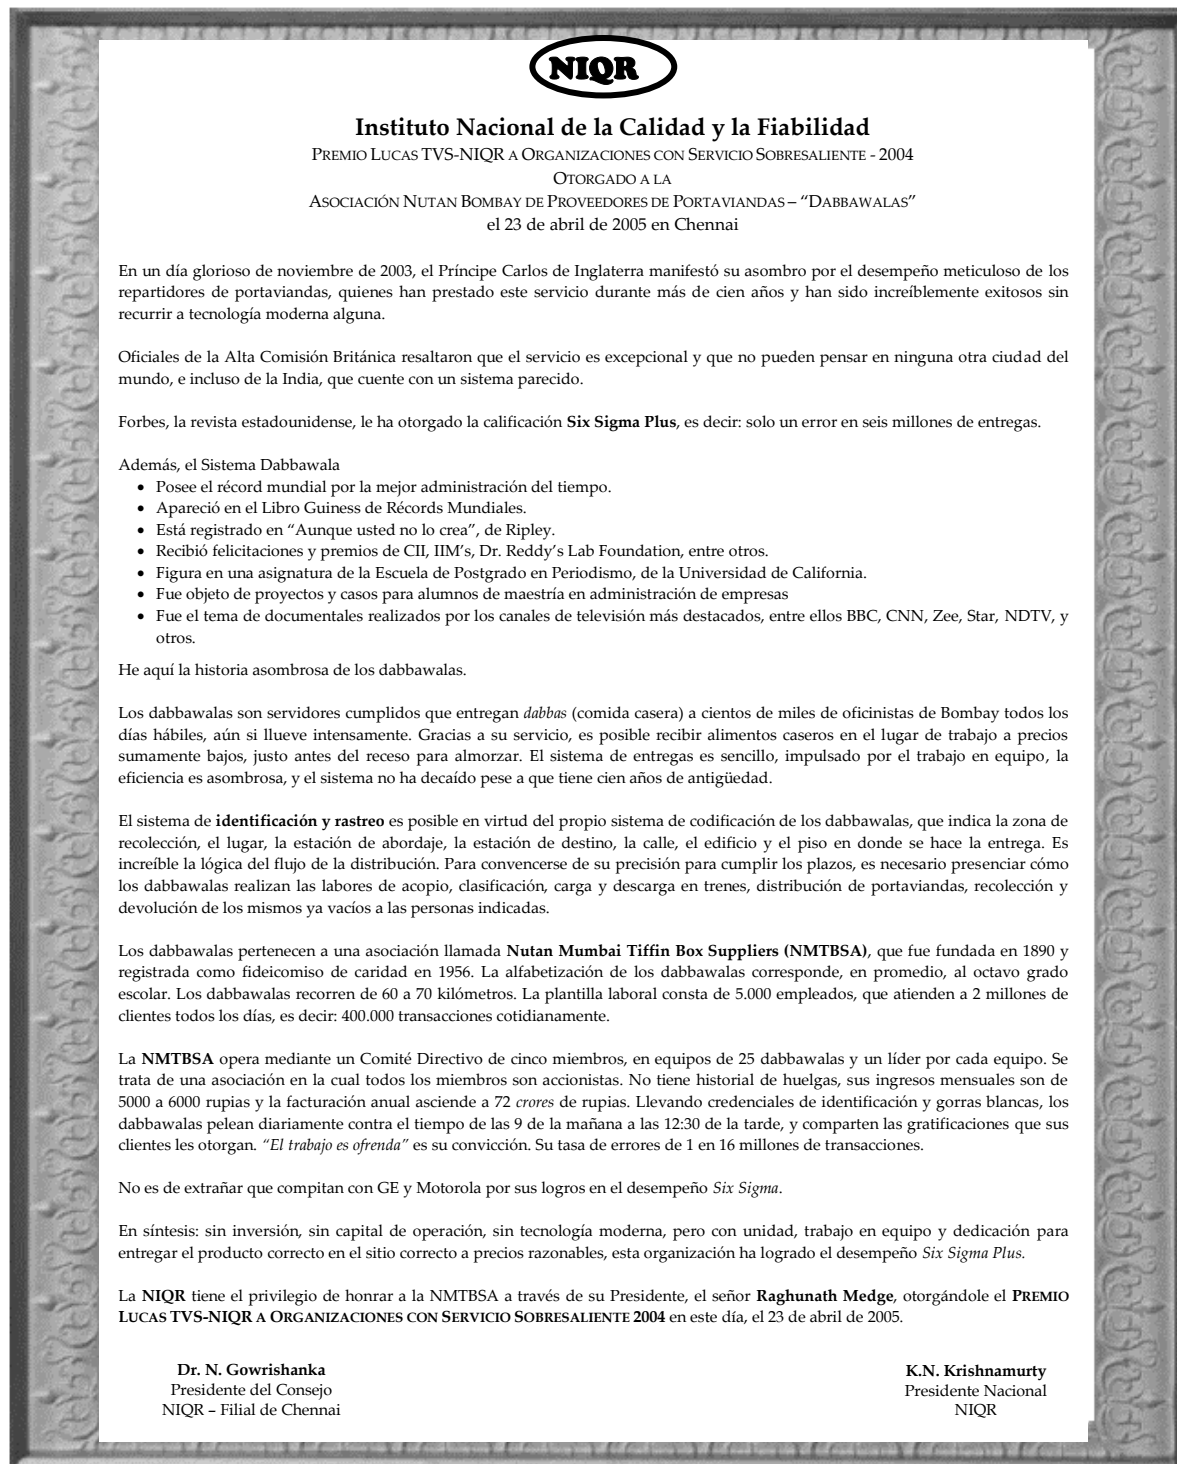 NIQR
Instituto Nacional de la Calidad y la Fiabilidad
PREMIO LUCAS TVS-NIQR A ORGANIZACIONES CON SERVICIO SOBRESALIENTE - 2004
OTORGADO A LA
ASOCIACIÓN NUTAN BOMBAY DE PROVEEDORES DE PORTAVIANDAS – “DABBAWALAS”
el 23 de abril de 2005 en Chennai
En un día glorioso de noviembre de 2003, el Príncipe Carlos de Inglaterra manifestó su asombro por el desempeño meticuloso de los
repartidores de portaviandas, quienes han prestado este servicio durante más de cien años y han sido increíblemente exitosos sin
recurrir a tecnología moderna alguna.
Oficiales de la Alta Comisión Británica resaltaron que el servicio es excepcional y que no pueden pensar en ninguna otra ciudad del
mundo, e incluso de la India, que cuente con un sistema parecido.
Forbes, la revista estadounidense, le ha otorgado la calificación Six Sigma Plus, es decir: solo un error en seis millones de entregas.
Además, el Sistema Dabbawala
• Posee el récord mundial por la mejor administración del tiempo.
• Apareció en el Libro Guiness de Récords Mundiales.
• Está registrado en “Aunque usted no lo crea”, de Ripley.
• Recibió felicitaciones y premios de CII, IIM’s, Dr. Reddy’s Lab Foundation, entre otros.
• Figura en una asignatura de la Escuela de Postgrado en Periodismo, de la Universidad de California.
• Fue objeto de proyectos y casos para alumnos de maestría en administración de empresas
• Fue el tema de documentales realizados por los canales de televisión más destacados, entre ellos BBC, CNN, Zee, Star, NDTV, y
otros.
He aquí la historia asombrosa de los dabbawalas.
Los dabbawalas son servidores cumplidos que entregan dabbas (comida casera) a cientos de miles de oficinistas de Bombay todos los
días hábiles, aún si llueve intensamente. Gracias a su servicio, es posible recibir alimentos caseros en el lugar de trabajo a precios
sumamente bajos, justo antes del receso para almorzar. El sistema de entregas es sencillo, impulsado por el trabajo en equipo, la
eficiencia es asombrosa, y el sistema no ha decaído pese a que tiene cien años de antigüedad.
El sistema de identificación y rastreo es posible en virtud del propio sistema de codificación de los dabbawalas, que indica la zona de
recolección, el lugar, la estación de abordaje, la estación de destino, la calle, el edificio y el piso en donde se hace la entrega. Es
increíble la lógica del flujo de la distribución. Para convencerse de su precisión para cumplir los plazos, es necesario presenciar cómo
los dabbawalas realizan las labores de acopio, clasificación, carga y descarga en trenes, distribución de portaviandas, recolección y
devolución de los mismos ya vacíos a las personas indicadas.
Los dabbawalas pertenecen a una asociación llamada Nutan Mumbai Tiffin Box Suppliers (NMTBSA), que fue fundada en 1890 y
registrada como fideicomiso de caridad en 1956. La alfabetización de los dabbawalas corresponde, en promedio, al octavo grado
escolar. Los dabbawalas recorren de 60 a 70 kilómetros. La plantilla laboral consta de 5.000 empleados, que atienden a 2 millones de
clientes todos los días, es decir: 400.000 transacciones cotidianamente.
La NMTBSA opera mediante un Comité Directivo de cinco miembros, en equipos de 25 dabbawalas y un líder por cada equipo. Se
trata de una asociación en la cual todos los miembros son accionistas. No tiene historial de huelgas, sus ingresos mensuales son de
5000 a 6000 rupias y la facturación anual asciende a 72 crores de rupias. Llevando credenciales de identificación y gorras blancas, los
dabbawalas pelean diariamente contra el tiempo de las 9 de la mañana a las 12:30 de la tarde, y comparten las gratificaciones que sus
clientes les otorgan. “El trabajo es ofrenda” es su convicción. Su tasa de errores de 1 en 16 millones de transacciones.
No es de extrañar que compitan con GE y Motorola por sus logros en el desempeño Six Sigma.
En síntesis: sin inversión, sin capital de operación, sin tecnología moderna, pero con unidad, trabajo en equipo y dedicación para
entregar el producto correcto en el sitio correcto a precios razonables, esta organización ha logrado el desempeño Six Sigma Plus.
La NIQR tiene el privilegio de honrar a la NMTBSA a través de su Presidente, el señor Raghunath Medge, otorgándole el PREMIO
LUCAS TVS-NIQR A ORGANIZACIONES CON SERVICIO SOBRESALIENTE 2004 en este día, el 23 de abril de 2005.
Dr. N. Gowrishanka
Presidente del Consejo
NIQR – Filial de Chennai
K.N. Krishnamurty
Presidente Nacional
NIQR